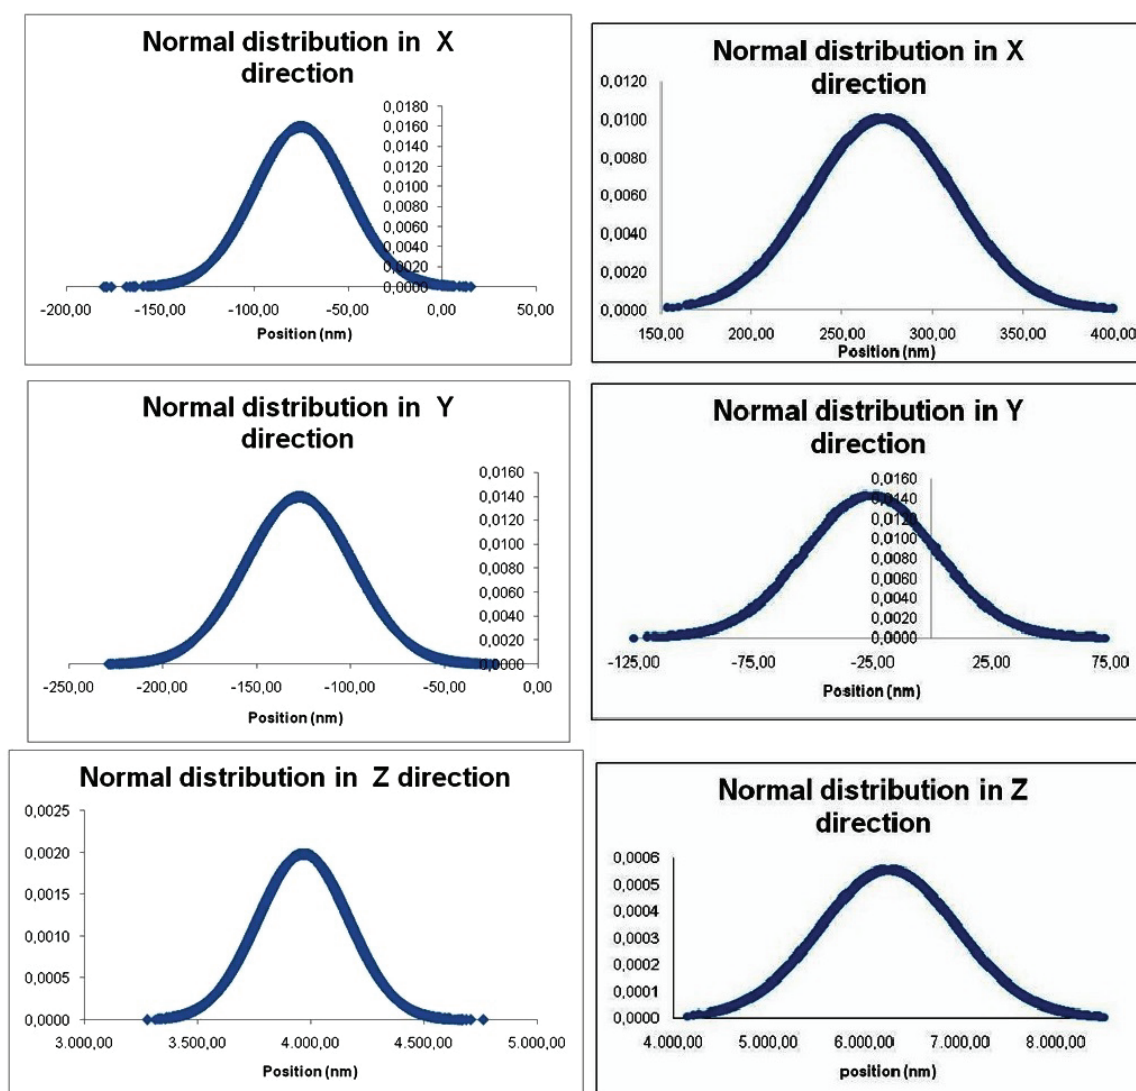 Normal distribution in X
direction
0,0180
0,0160
0,0140
0,0120
0,0100
0,0080
0,0060
0,0040
0,0020
0,0000
-200,00 -150,00 -100,00 -50,00 0,00 50,00
Position (nm)
Normal distribution in X
direction
0,0120
0,0100
0,0080
0,0060
0,0040
0,0020
0,0000
150,00 200,00 250,00 300,00 350,00 400,00
Position (nm)
Normal distribution in Y
direction
0,0160
0,0140
0,0120
0,0100
0,0080
0,0060
0,0040
0,0020
0,0000
-250,00 -200,00 -150,00 -100,00 -50,00 0,00
Position (nm)
Normal distribution in Y
direction
0,0160
0,0140
0,0120
0,0100
0,0080
0,0060
0,0040
0,0020
0,0000
-125,00 -75,00 -25,00 25,00 75,00
Position (nm)
Normal distribution in Z direction
0,0025
0,0020
0,0015
0,0010
0,0005
0,0000
3.000,00 3.500,00 4.000,00 4.500,00 5.000,00
Position (nm)
Normal distribution in Z
direction
0,0006
0,0005
0,0004
0,0003
0,0002
0,0001
0,0000
4.000,00 5.000,00 6.000,00 7.000,00 8.000,00
position (nm)